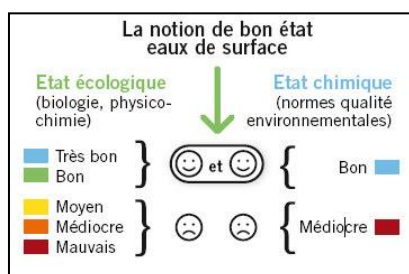 La notion de bon état
eaux de surface
Etat écologique
(biologie, physico-
chimie)
Etat chimique
(normes qualité
environnementales)
Très bon
Bon
et
Bon
Moyen
Médiocre
Mauvais
Médiocre